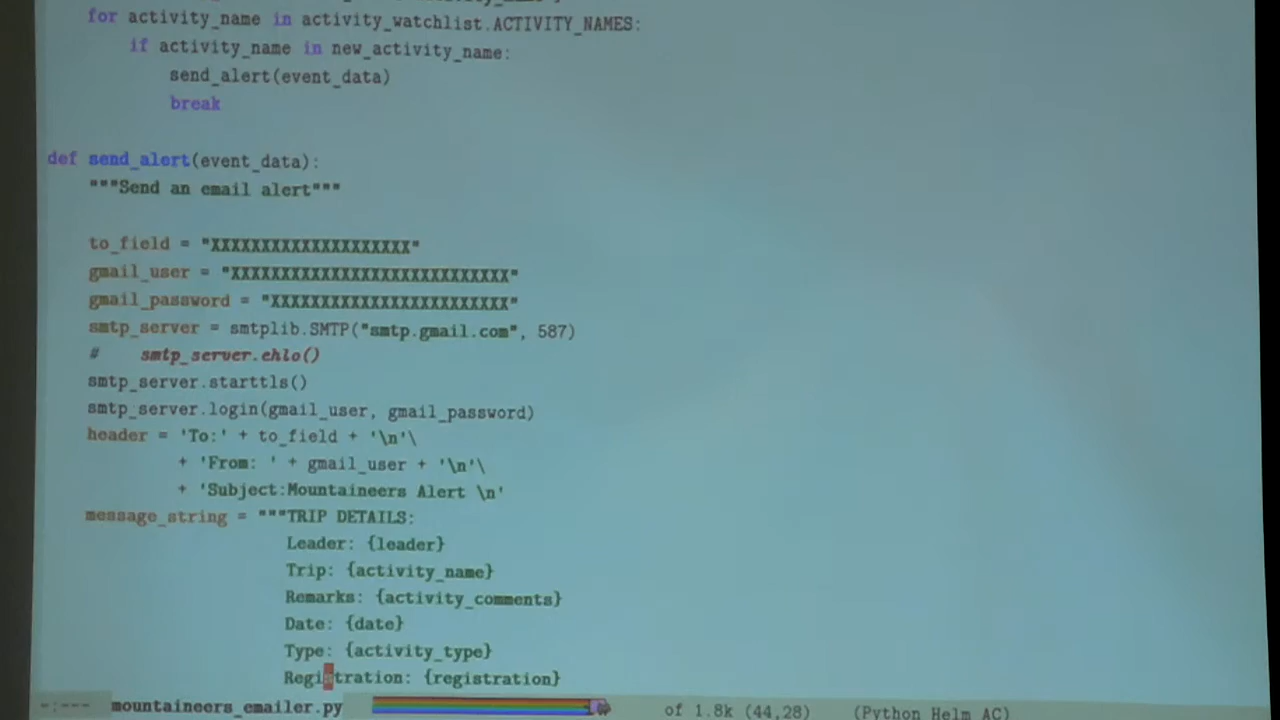 for activity_name in activity_watchlist.ACTIVITY_NAMES:
if activity_name in new_activity_name:
send_alert(event_data)
break
def send_alert(event_data):
"""Send an email alert"""
to_field = "XXXXXXXXXXXXXXXXXXXX"
gmail_user = "XXXXXXXXXXXXXXXXXXXXXXXXXXXX"
gmail_password = "XXXXXXXXXXXXXXXXXXXXXXXX"
smtp_server = smtplib.SMTP("smtp.gmail.com", 587)
# smtp_server.ehlo()
smtp_server.starttls()
smtp_server.login(gmail_user, gmail_password)
header = 'To:' + to_field + '\n'\
+ 'From: ' + gmail_user + '\n'\
+ 'Subject:Mountaineers Alert \n'
message_string = """TRIP DETAILS:
Leader: {leader}
Trip: {activity_name}
Remarks: {activity_comments}
Date: {date}
Type: {activity_type}
Registration: {registration}
-:--- mountaineers_emailer.py of 1.8k (44,28) (Python Helm AC)